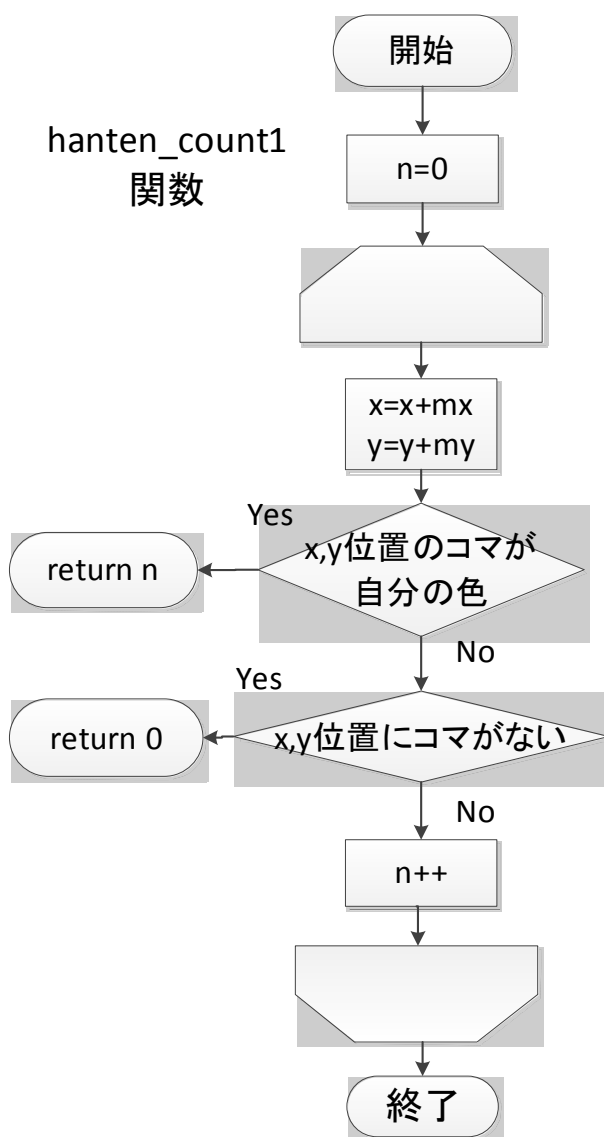 開始
hanten_count1
関数
n=0
x=x+mx
y=y+my
Yes
x,y位置のコマが
自分の色
return n
No
Yes
x,y位置にコマがない
return 0
No
n++
終了